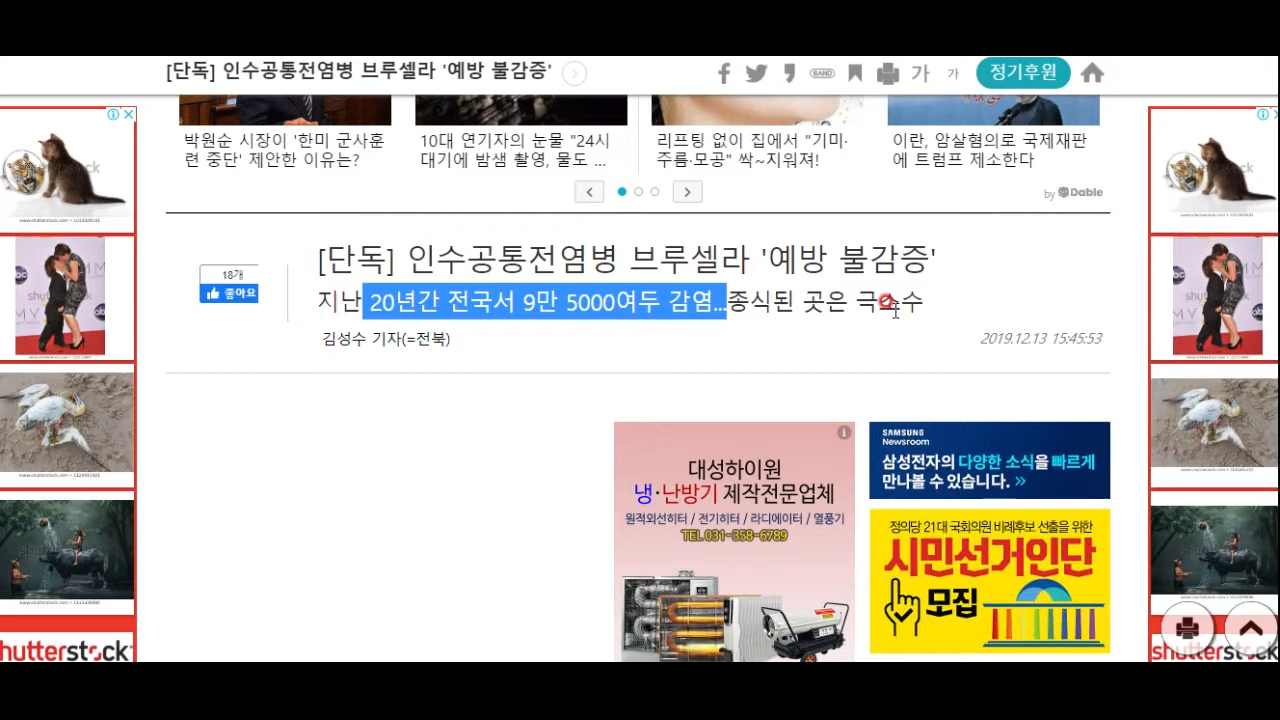 [단독] 인수공통전염병 브루셀라 '예방 불감증'
BAND
가 가
정기후원
박원순 시장이 '한미 군사훈
련 중단' 제안한 이유는?
10대 연기자의 눈물 "24시
대기에 밤샘 촬영, 물도 ...
리프팅 없이 집에서 "기미·
주름·모공" 싹~지워져!
이란, 암살혐의로 국제재판
에 트럼프 제소한다
by Dable
[단독] 인수공통전염병 브루셀라 '예방 불감증'
18개
좋아요
지난 20년간 전국서 9만 5000여두 감염...종식된 곳은 극소수
김성수 기자(=전북)
2019.12.13 15:45:53
대성하이원
냉·난방기 제작전문업체
원적외선히터 / 전기히터 / 라디에이터 / 열풍기
TEL 031-358-6789
SAMSUNG
Newsroom
삼성전자의 다양한 소식을 빠르게
만나볼 수 있습니다. »
정의당 21대 국회의원 비례후보 선출을 위한
시민선거인단
모집
abc
abc
shutterstock
shutterstock